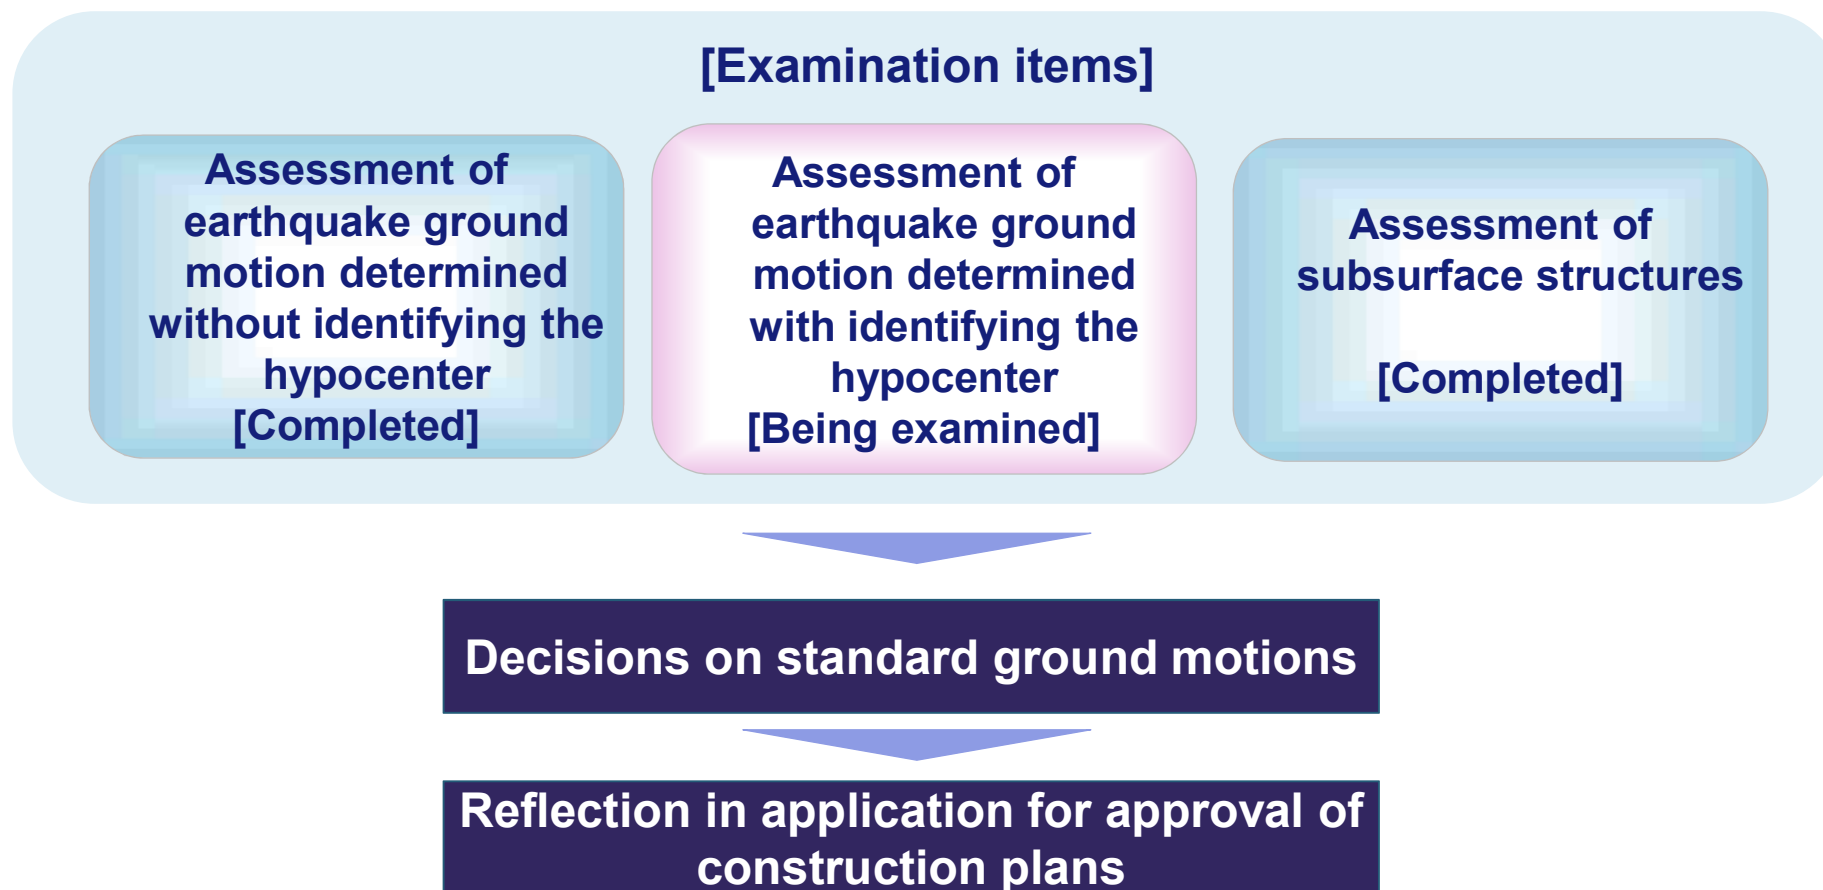 [Examination items]
Assessment of
earthquake ground
motion determined
without identifying the
hypocenter
[Completed]
Assessment of
earthquake ground
motion determined
with identifying the
hypocenter
[Being examined]
Assessment of
subsurface structures
[Completed]
Decisions on standard ground motions
Reflection in application for approval of
construction plans